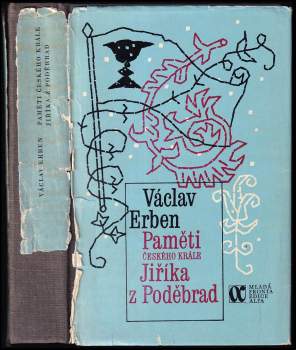 VÁCLAV ERBEN PAMĚTI ČESKÉHO KRÁLE
JIŘÍKA Z PODĚBRAD
Václav
Erben
Paměti
ČESKÉHO KRÁLE
Jiříka
z Poděbrad
MLADÁ
FRONTA
EDICE
ALFA